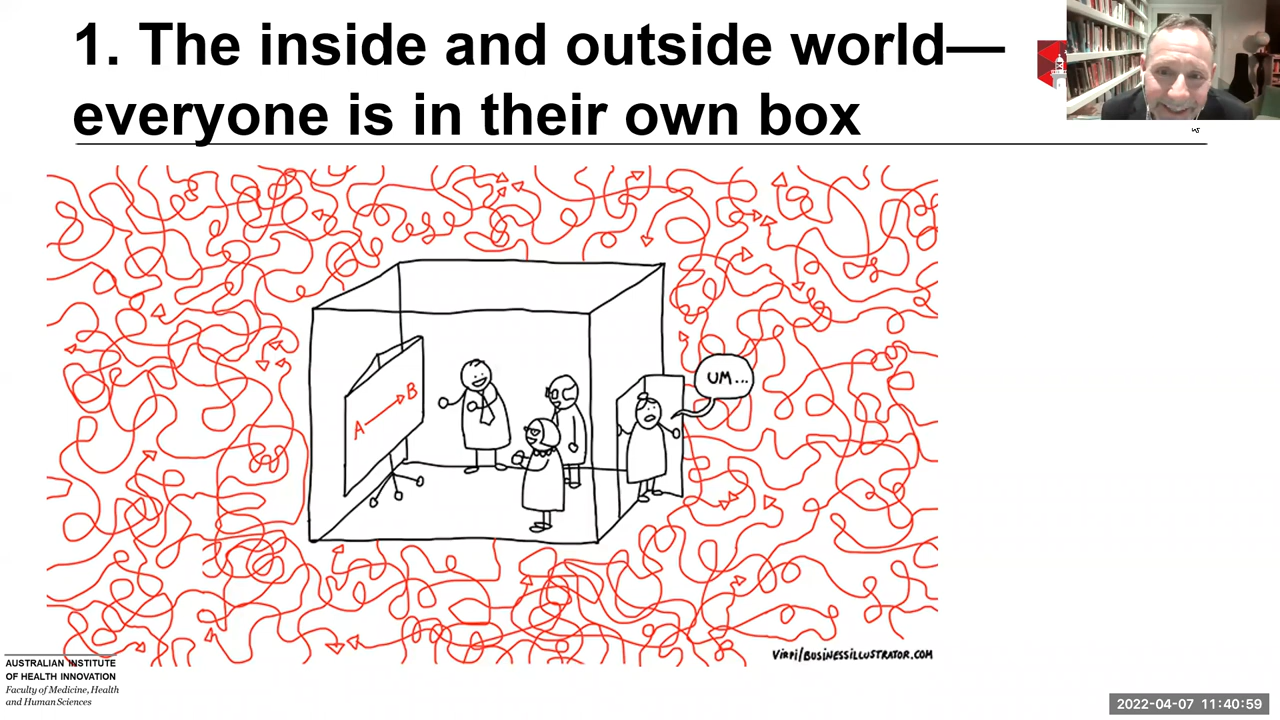 1. The inside and outside world—
everyone is in their own box
A
B
UM...
Virpi/BUSINESSILLUSTRATOR.COM
AUSTRALIAN INSTITUTE
OF HEALTH INNOVATION
Faculty of Medicine, Health
and Human Sciences
2022-04-07 11:40:59